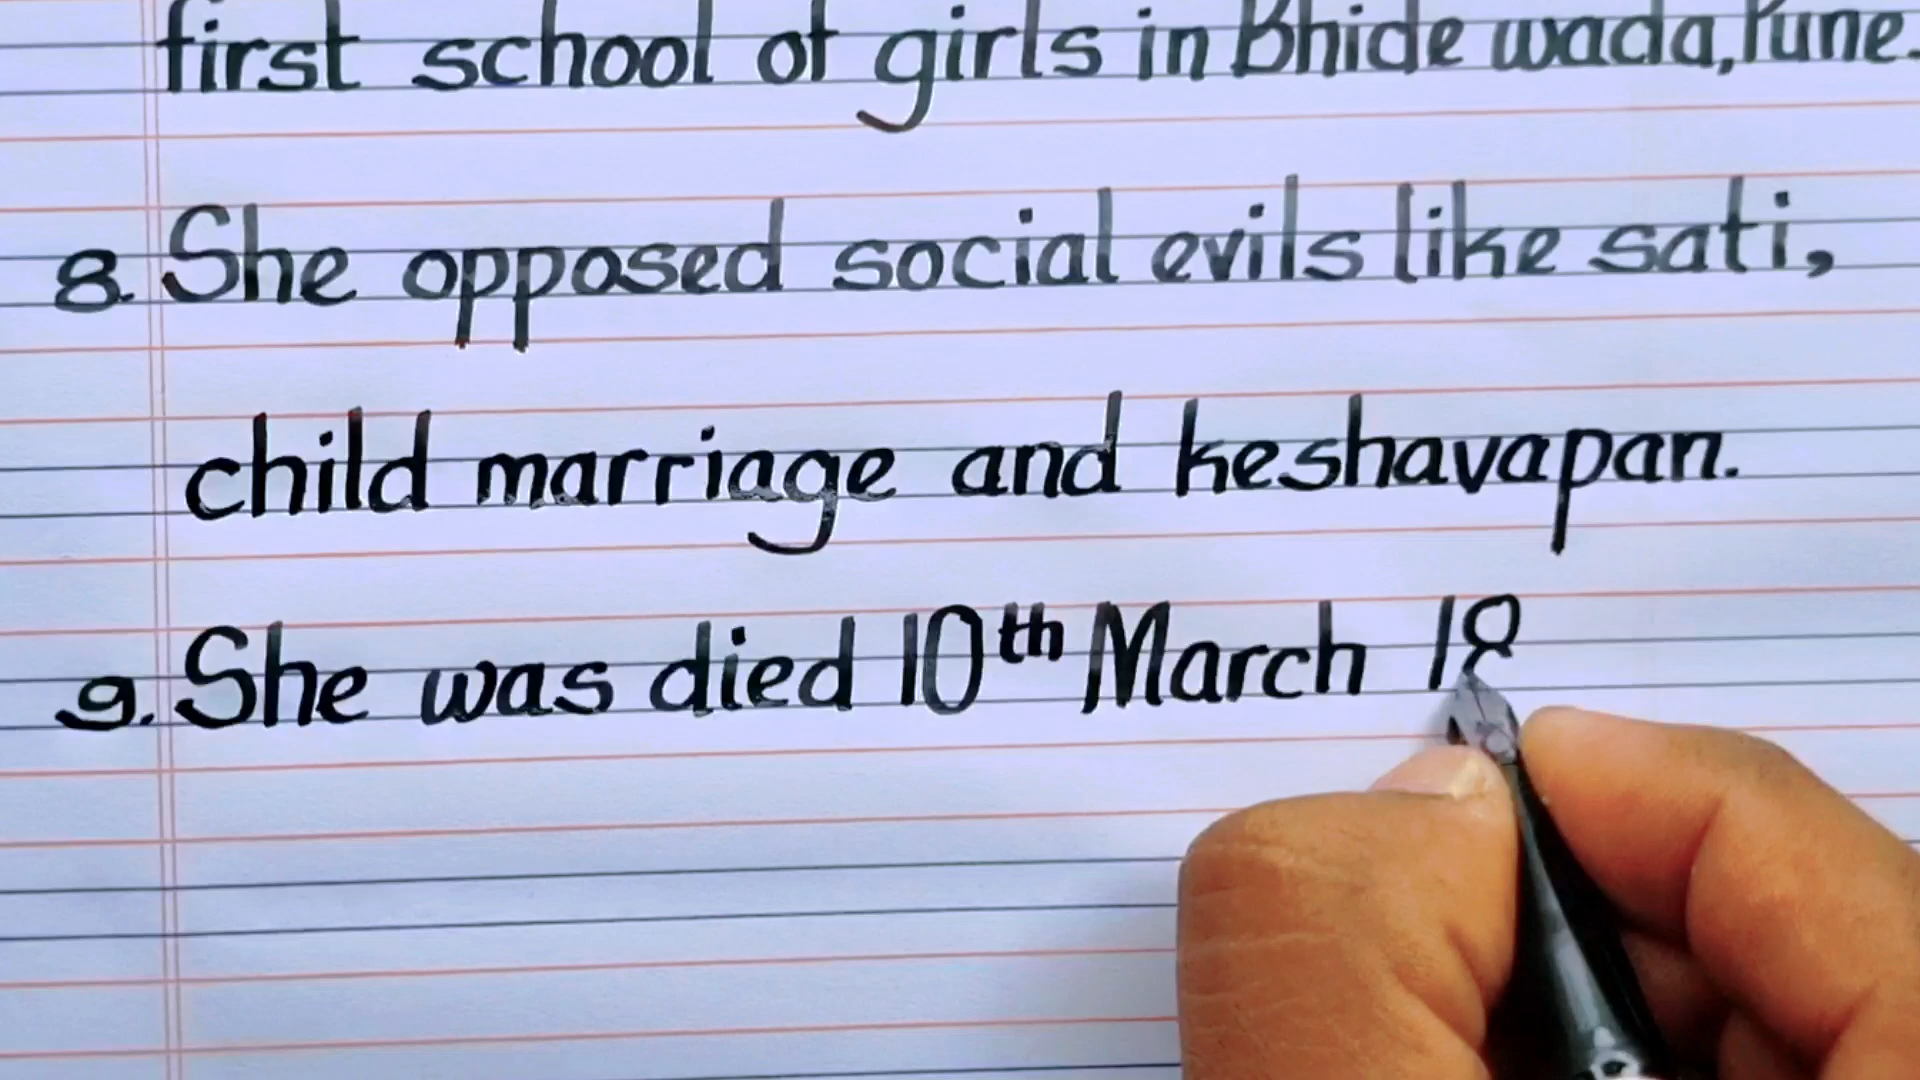 first school of girls in Bhide wada, Pune.
8. She opposed social evils like sati,
child marriage and keshavapan.
9. She was died 10th March 18